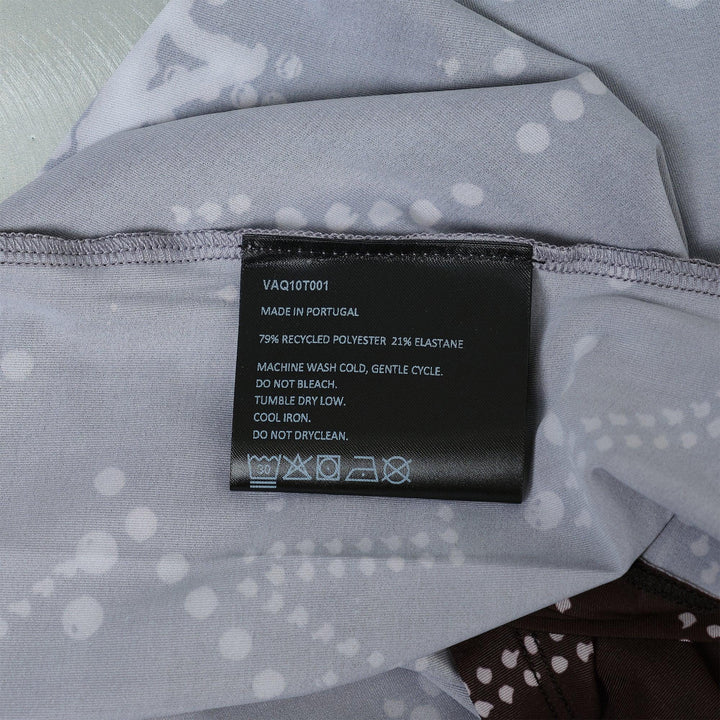 VAQ10T001
MADE IN PORTUGAL
79% RECYCLED POLYESTER 21% ELASTANE
MACHINE WASH COLD, GENTLE CYCLE.
DO NOT BLEACH.
TUMBLE DRY LOW.
COOL IRON.
DO NOT DRYCLEAN.
30